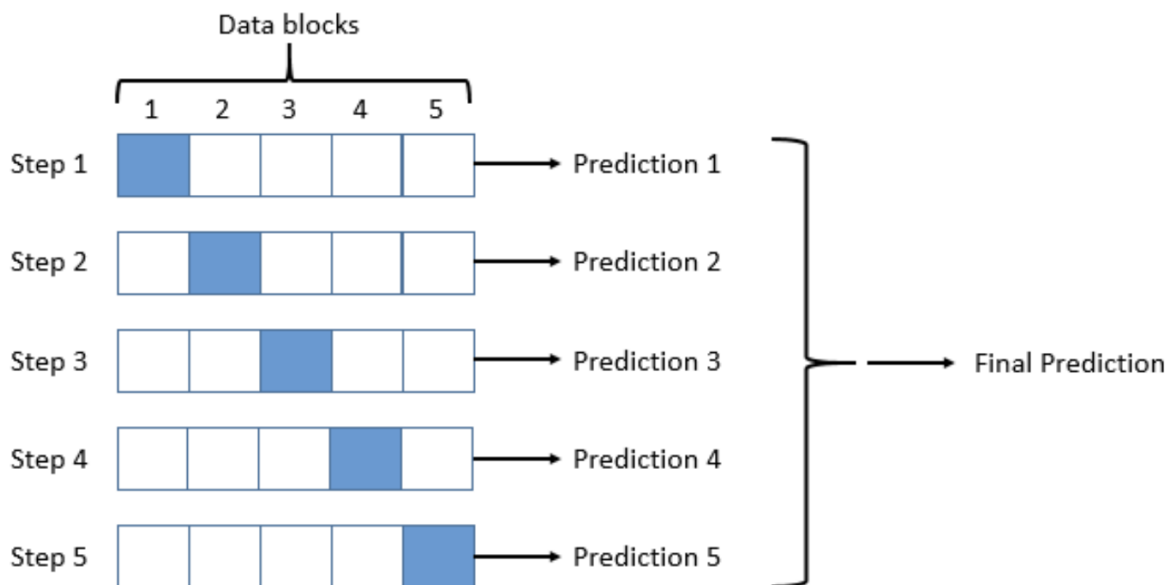 Data blocks
1 2 3 4 5
Step 1 Prediction 1
Step 2 Prediction 2
Step 3 Prediction 3
Final Prediction
Step 4 Prediction 4
Step 5 Prediction 5